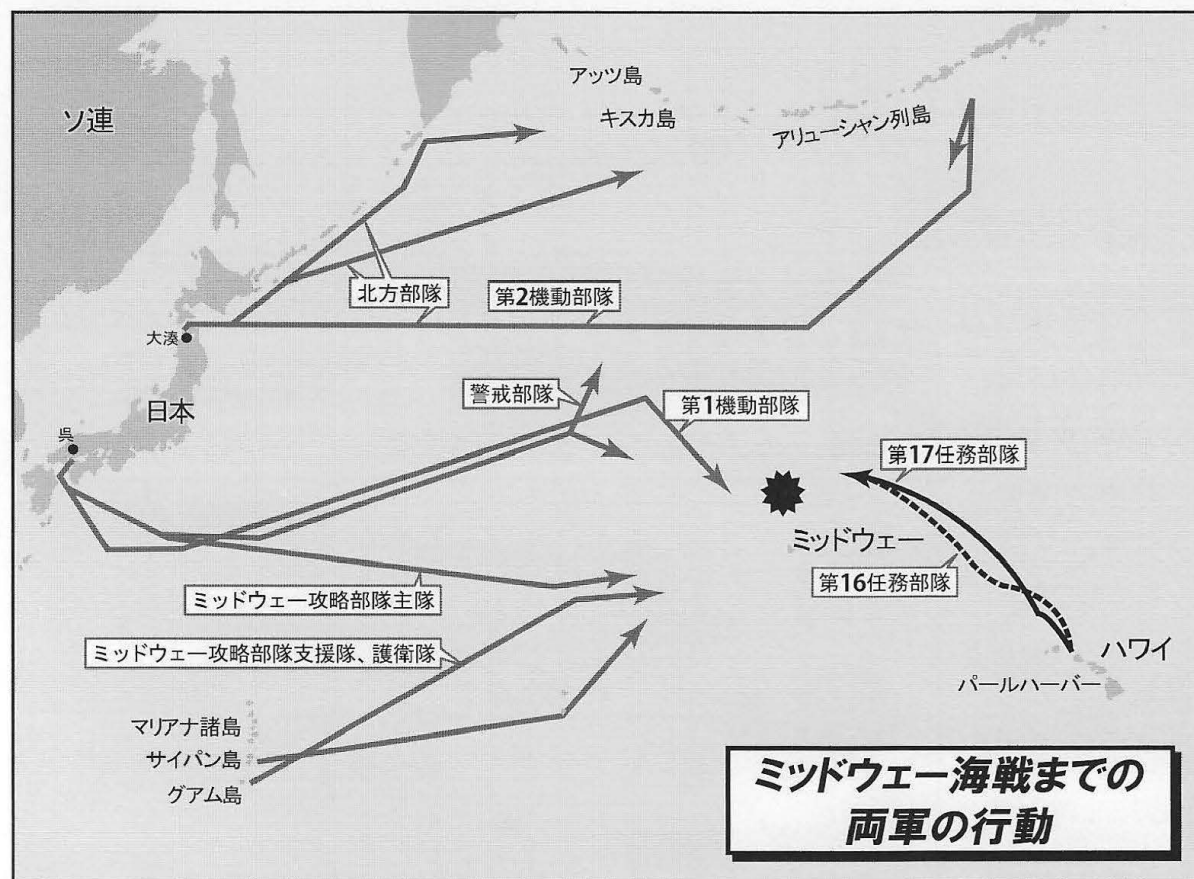 アッツ島
キスカ島
アリューシャン列島
ソ連
北方部隊
第2機動部隊
大湊
日本
呉
警戒部隊
第1機動部隊
第17任務部隊
ミッドウェー
第16任務部隊
ミッドウェー攻略部隊主隊
ミッドウェー攻略部隊支援隊、護衛隊
ハワイ
パールハーバー
マリアナ諸島
サイパン島
グアム島
ミッドウェー海戦までの
両軍の行動